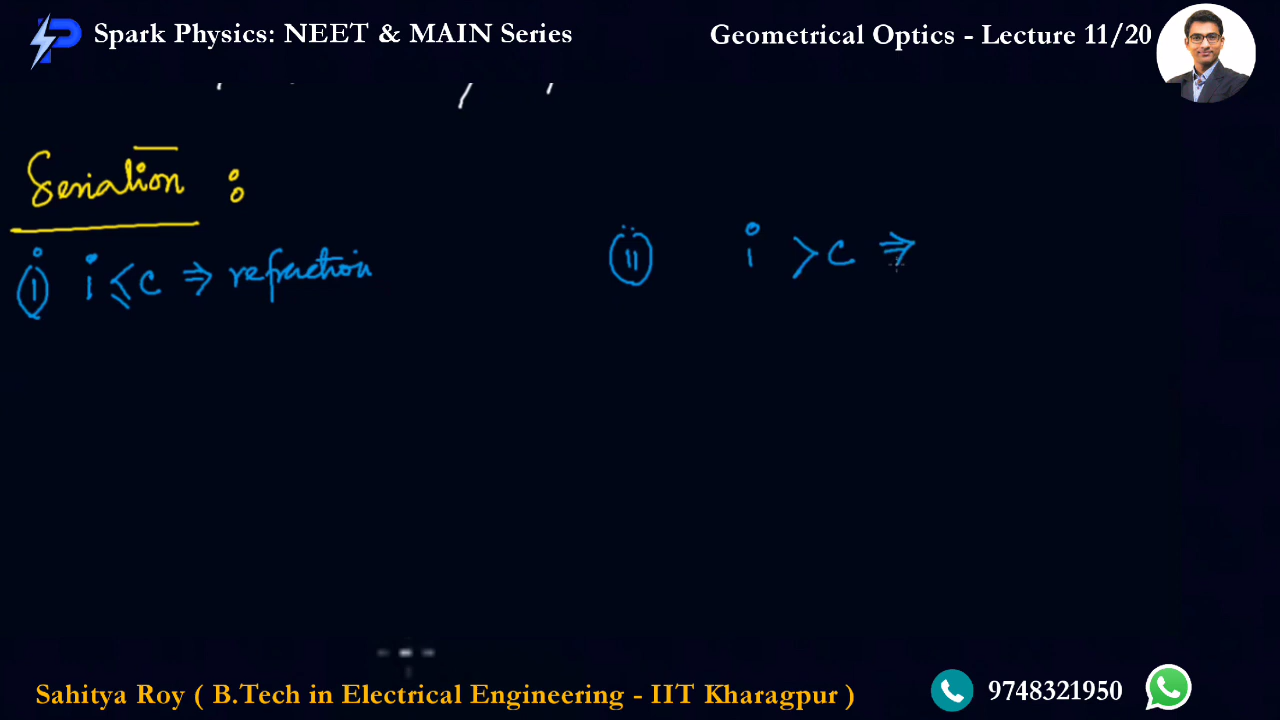 Spark Physics: NEET & MAIN Series
Geometrical Optics - Lecture 11/20
:
(i) i ≤ c ⇒ refraction
(ii) i > c ⇒
Sahitya Roy ( B.Tech in Electrical Engineering - IIT Kharagpur )
9748321950